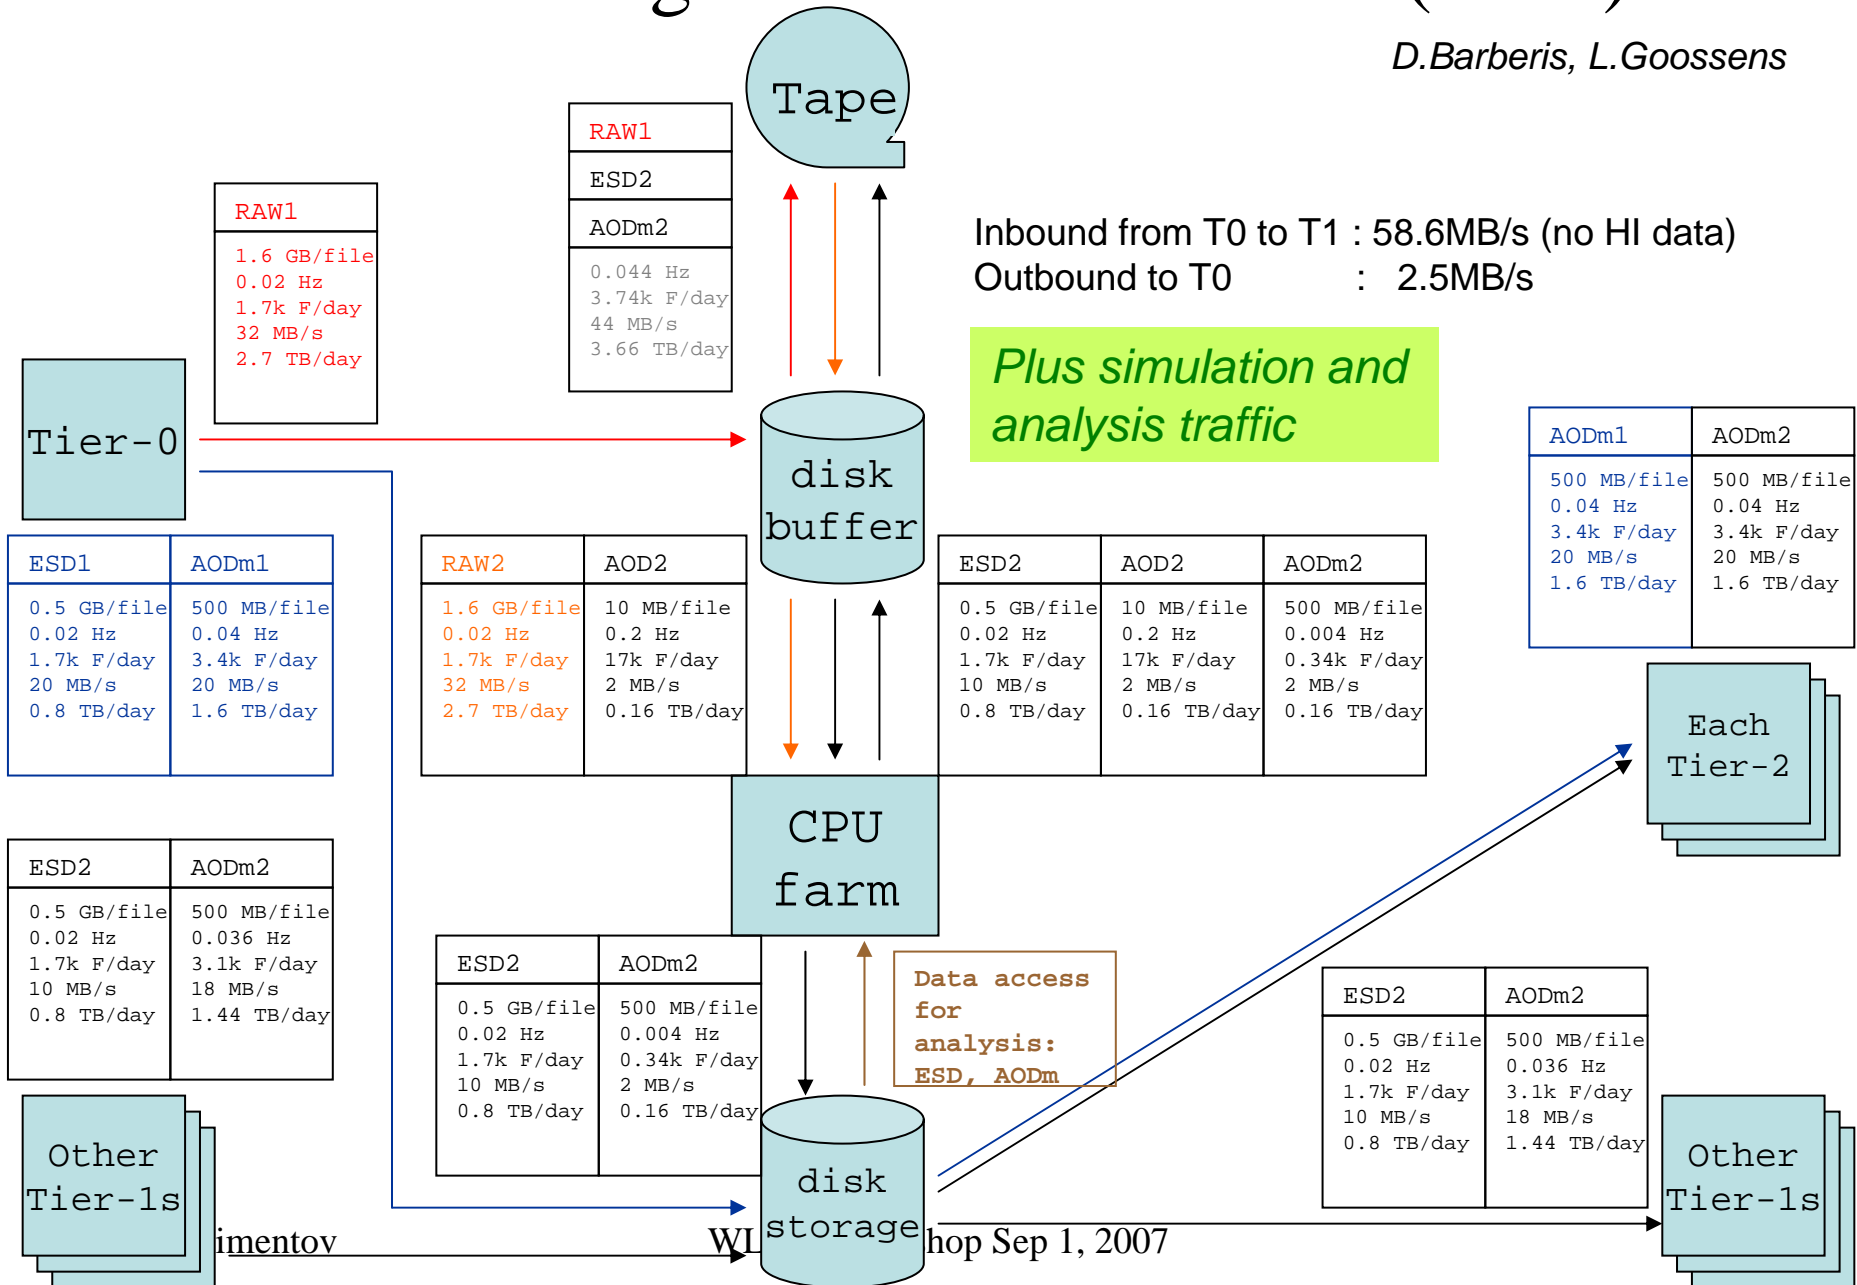 D.Barberis, L.Goossens
Tape
RAW1
ESD2
AODm2
0.044 Hz
3.74k F/day
44 MB/s
3.66 TB/day
RAW1
1.6 GB/file
0.02 Hz
1.7k F/day
32 MB/s
2.7 TB/day
Inbound from T0 to T1 : 58.6MB/s (no HI data)
Outbound to T0 : 2.5MB/s
Plus simulation and
analysis traffic
Tier-0
disk
buffer
AODm1
500 MB/file
0.04 Hz
3.4k F/day
20 MB/s
1.6 TB/day
AODm2
500 MB/file
0.04 Hz
3.4k F/day
20 MB/s
1.6 TB/day
ESD1
0.5 GB/file
0.02 Hz
1.7k F/day
20 MB/s
0.8 TB/day
AODm1
500 MB/file
0.04 Hz
3.4k F/day
20 MB/s
1.6 TB/day
RAW2
1.6 GB/file
0.02 Hz
1.7k F/day
32 MB/s
2.7 TB/day
AOD2
10 MB/file
0.2 Hz
17k F/day
2 MB/s
0.16 TB/day
ESD2
0.5 GB/file
0.02 Hz
1.7k F/day
10 MB/s
0.8 TB/day
AOD2
10 MB/file
0.2 Hz
17k F/day
2 MB/s
0.16 TB/day
AODm2
500 MB/file
0.004 Hz
0.34k F/day
2 MB/s
0.16 TB/day
Each
Tier-2
CPU
farm
ESD2
0.5 GB/file
0.02 Hz
1.7k F/day
10 MB/s
0.8 TB/day
AODm2
500 MB/file
0.036 Hz
3.1k F/day
18 MB/s
1.44 TB/day
ESD2
0.5 GB/file
0.02 Hz
1.7k F/day
10 MB/s
0.8 TB/day
AODm2
500 MB/file
0.004 Hz
0.34k F/day
2 MB/s
0.16 TB/day
Data access
for
analysis:
ESD, AODm
ESD2
0.5 GB/file
0.02 Hz
1.7k F/day
10 MB/s
0.8 TB/day
AODm2
500 MB/file
0.036 Hz
3.1k F/day
18 MB/s
1.44 TB/day
Other
Tier-1s
disk
storage
Other
Tier-1s
imentov
WL hop Sep 1, 2007